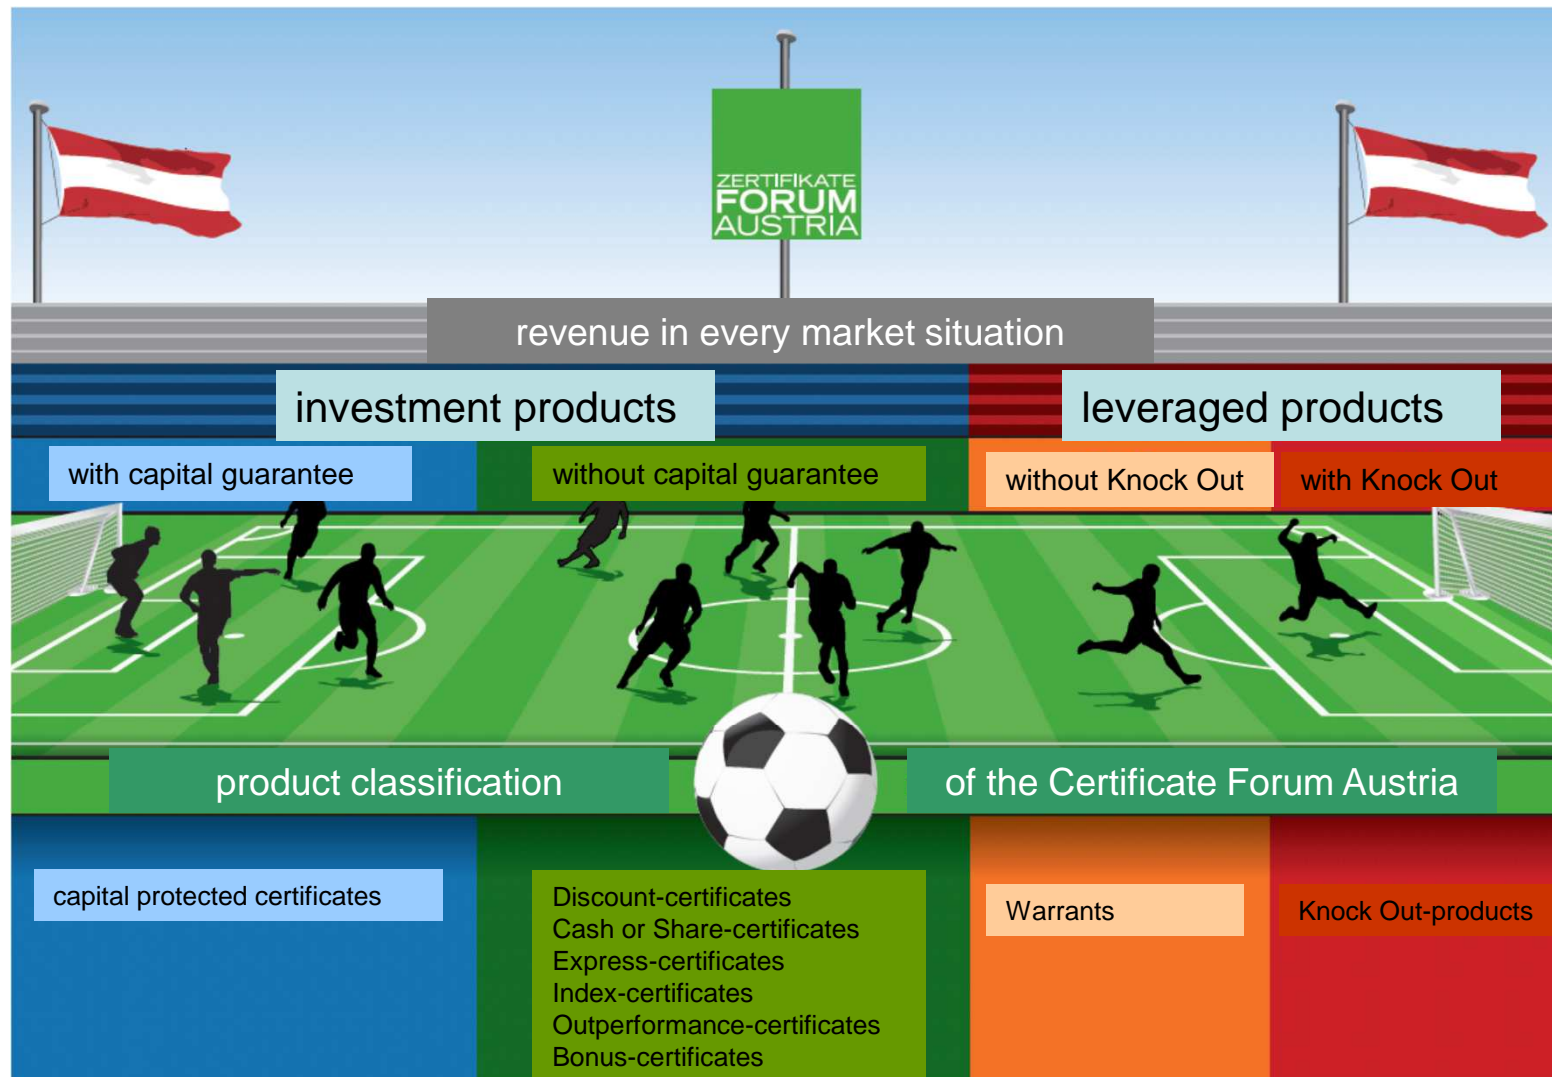 ZERTIFIKATE
FORUM
AUSTRIA
revenue in every market situation
investment products
leveraged products
with capital guarantee
without capital guarantee
without Knock Out
with Knock Out
product classification
of the Certificate Forum Austria
capital protected certificates
Discount-certificates
Cash or Share-certificates
Express-certificates
Index-certificates
Outperformance-certificates
Bonus-certificates
Warrants
Knock Out-products